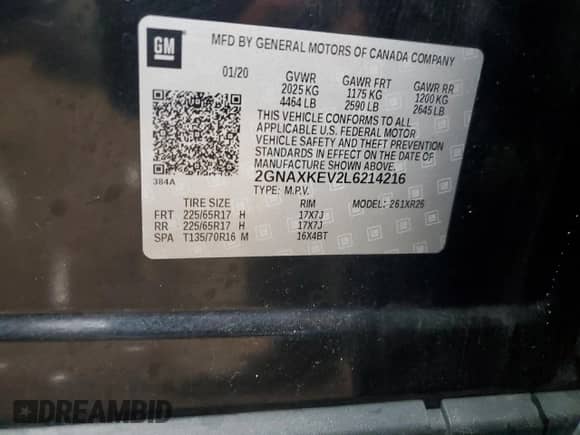 GM
MFD BY GENERAL MOTORS OF CANADA COMPANY
01/20 GVWR GAWR FRT GAWR RR
2025 KG 1175 KG 1200 KG
4464 LB 2590 LB 2645 LB
THIS VEHICLE CONFORMS TO ALL
APPLICABLE U.S. FEDERAL MOTOR
VEHICLE SAFETY AND THEFT PREVENTION
STANDARDS IN EFFECT ON THE DATE OF
MANUFACTURE SHOWN ABOVE.
384A 2GNAXKEV2L6214216
TYPE: M.P.V. MODEL: 261XR26
TIRE SIZE RIM
FRT 225/65R17 H 17X7J
RR 225/65R17 H 17X7J
SPA T135/70R16 M 16X4BT
DREAMBID